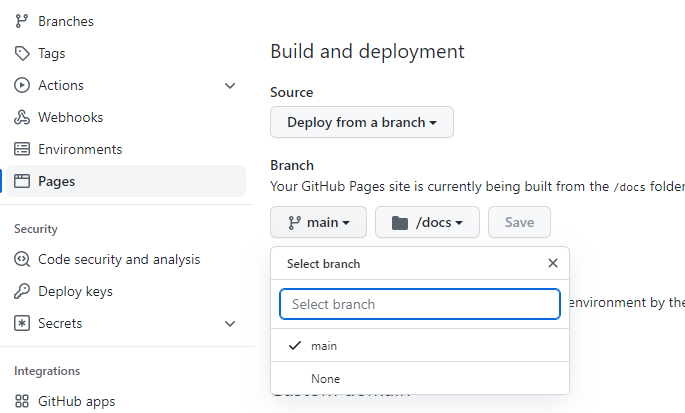 Branches
Tags
Actions
Webhooks
Environments
Pages
Security
Code security and analysis
Deploy keys
Secrets
Integrations
GitHub apps
Build and deployment
Source
Deploy from a branch
Branch
Your GitHub Pages site is currently being built from the /docs folder
main
/docs
Save
Select branch
Select branch
environment by the
main
None